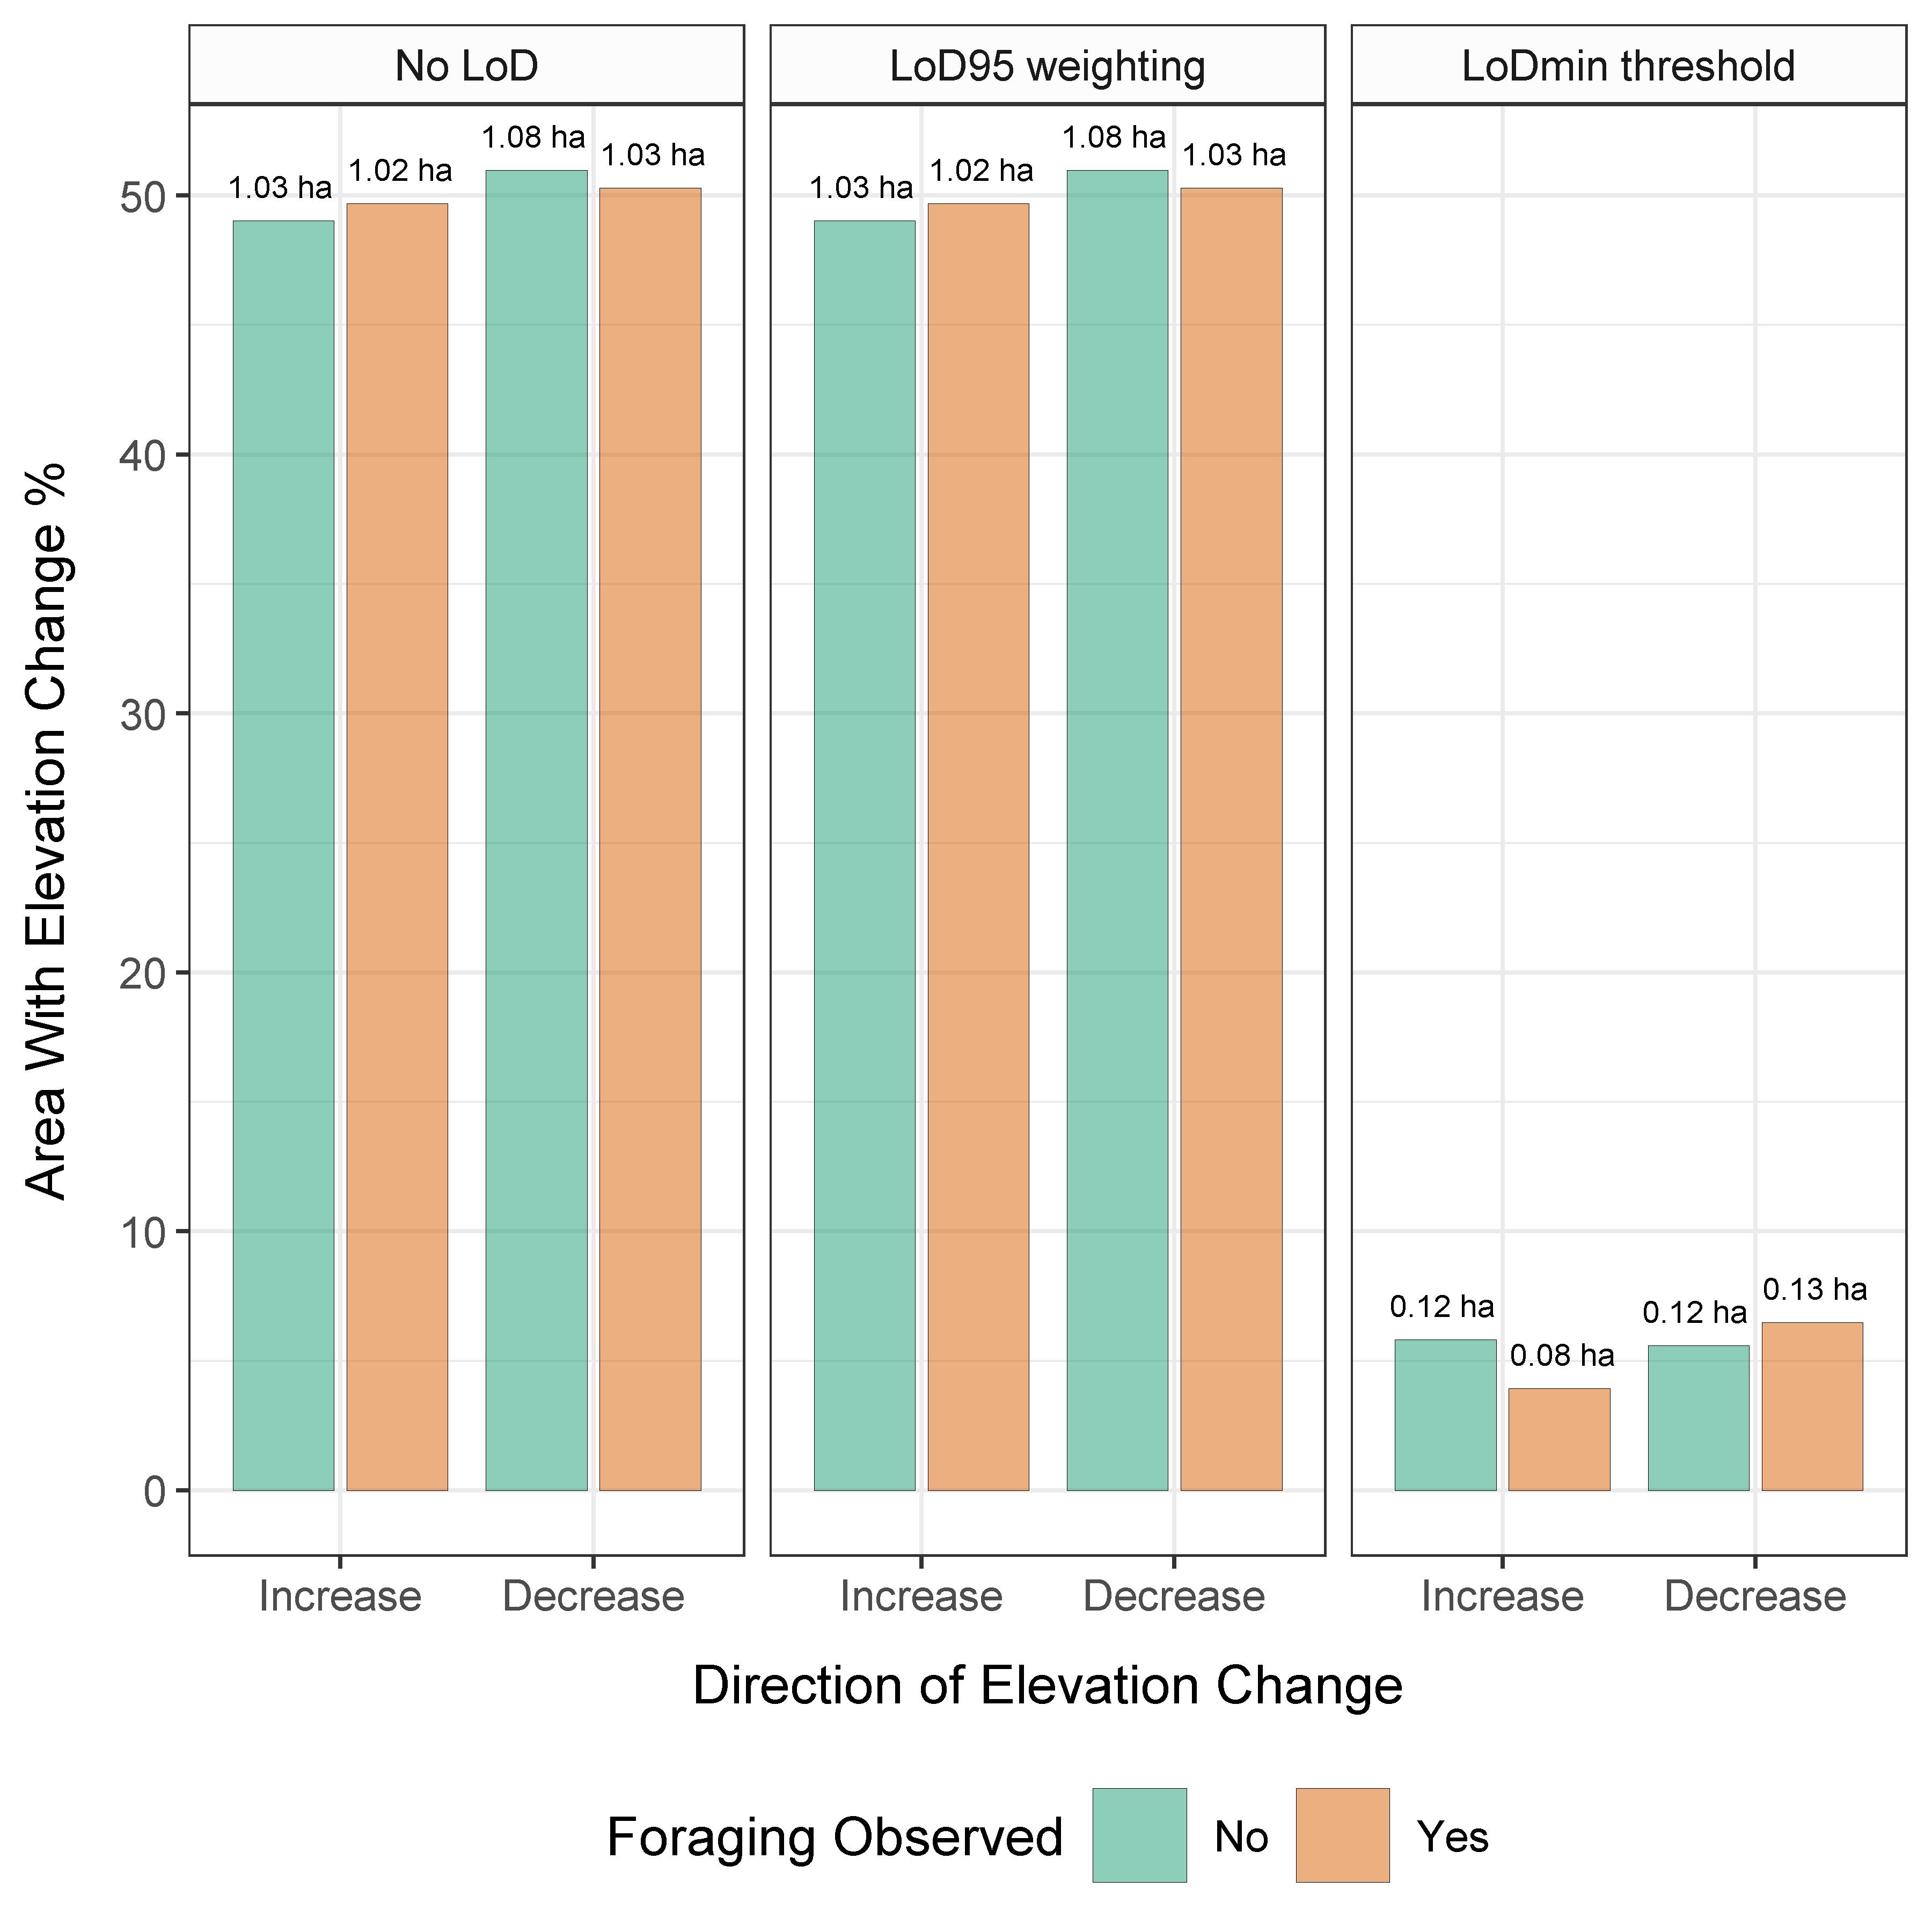 No LoD
LoD95 weighting
LoDmin threshold
1.03 ha
1.02 ha
1.08 ha
1.03 ha
1.03 ha
1.02 ha
1.08 ha
1.03 ha
0.12 ha
0.08 ha
0.12 ha
0.13 ha
50
40
30
20
10
0
Area With Elevation Change %
Increase
Decrease
Increase
Decrease
Increase
Decrease
Direction of Elevation Change
Foraging Observed
No
Yes